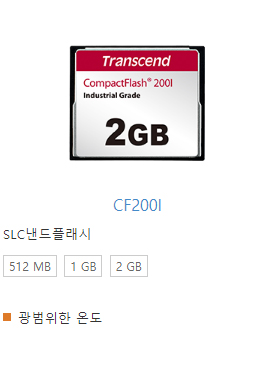 Transcend
CompactFlash® 200I
Industrial Grade
2GB
CF200I
SLC낸드플래시
512 MB 1 GB 2 GB
광범위한 온도